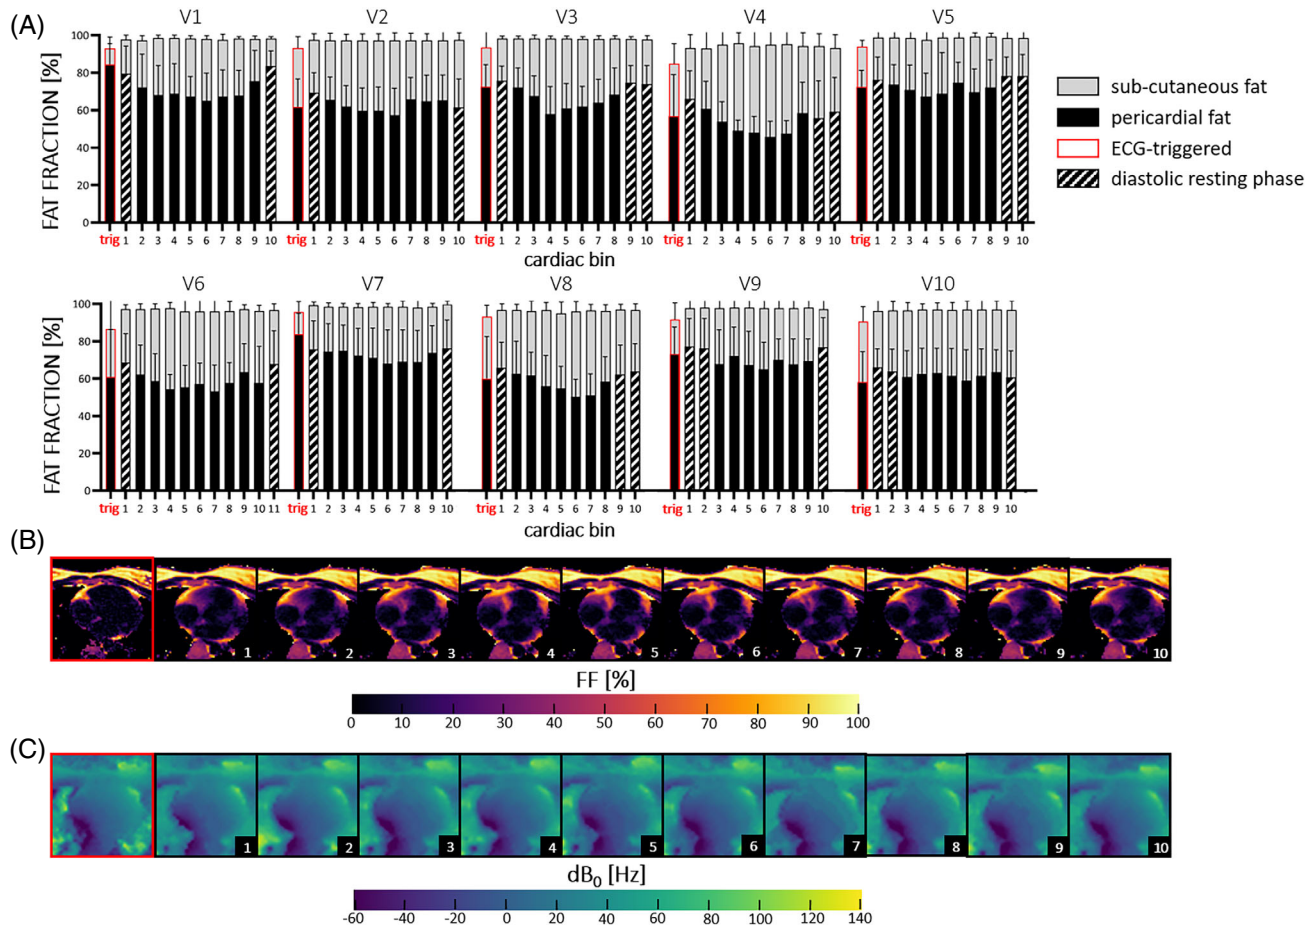 (A)
V1 V2 V3 V4 V5
FAT FRACTION [%]
100
80
60
40
20
0
trig 1 2 3 4 5 6 7 8 9 10 trig 1 2 3 4 5 6 7 8 9 10 trig 1 2 3 4 5 6 7 8 9 10 trig 1 2 3 4 5 6 7 8 9 10 trig 1 2 3 4 5 6 7 8 9 10
cardiac bin
sub-cutaneous fat
pericardial fat
ECG-triggered
diastolic resting phase
V6 V7 V8 V9 V10
FAT FRACTION [%]
100
80
60
40
20
0
trig 1 2 3 4 5 6 7 8 9 10 11 trig 1 2 3 4 5 6 7 8 9 10 trig 1 2 3 4 5 6 7 8 9 10 trig 1 2 3 4 5 6 7 8 9 10 trig 1 2 3 4 5 6 7 8 9 10
cardiac bin
(B)
1 2 3 4 5 6 7 8 9 10
FF [%]
0 10 20 30 40 50 60 70 80 90 100
(C)
1 2 3 4 5 6 7 8 9 10
dB0 [Hz]
-60 -40 -20 0 20 40 60 80 100 120 140